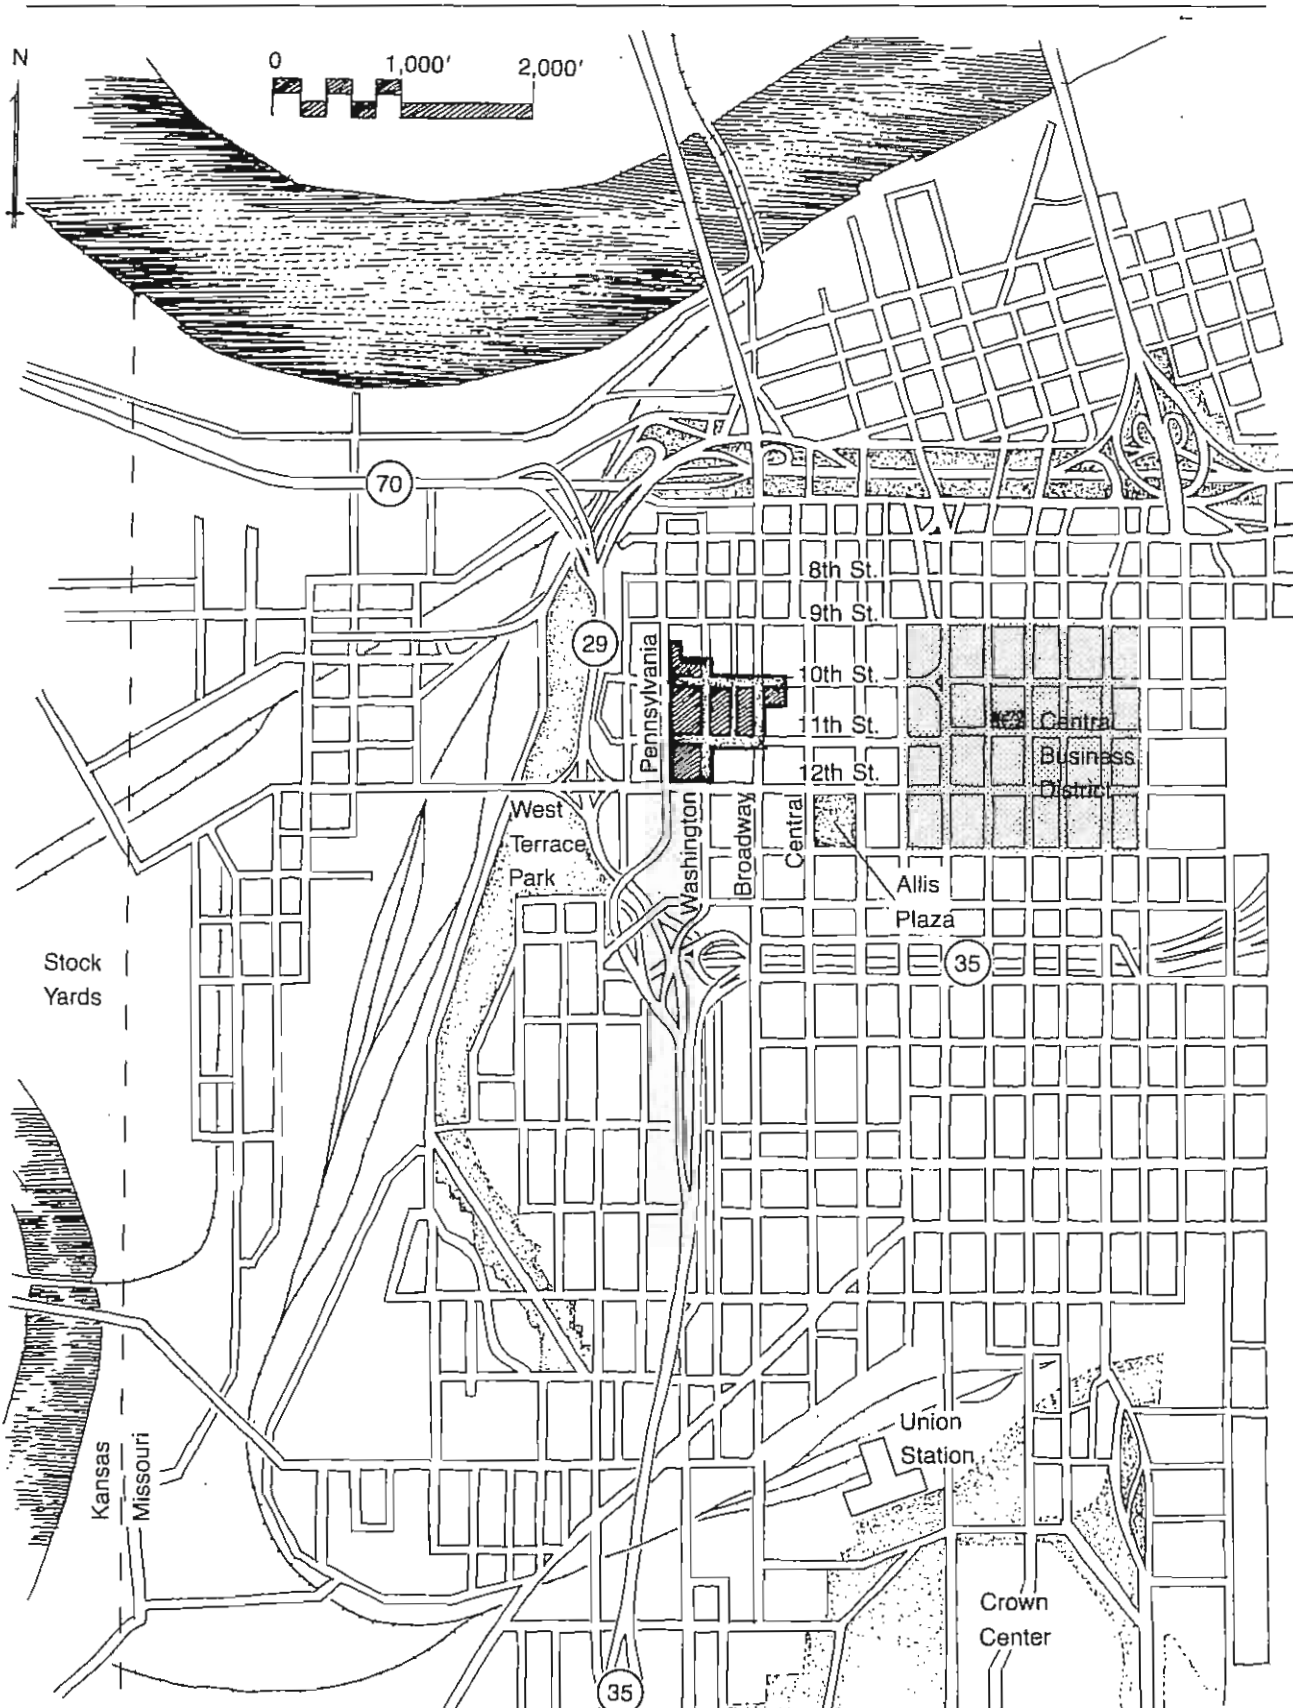 N
0 1,000′ 2,000′
70
8th St.
9th St.
29
Pennsylvania
10th St.
11th St.
12th St.
Central
Business
District
West
Terrace
Park
Washington
Broadway
Central
Allis
Plaza
Stock
Yards
35
Kansas
Missouri
Union
Station
Crown
Center
35